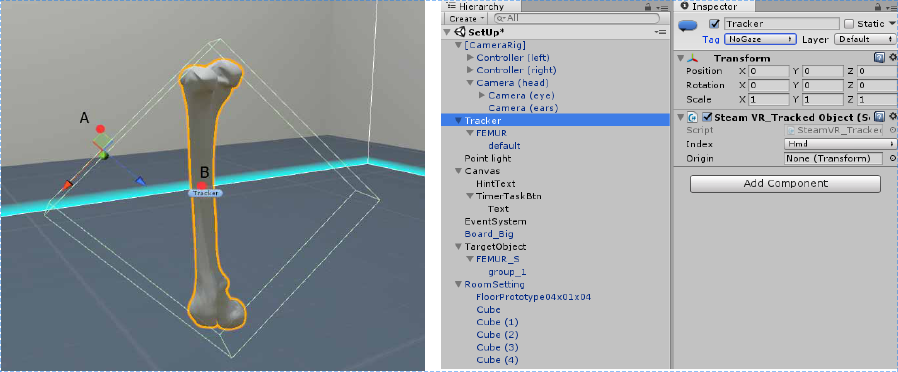 A
B
Tracker
Hierarchy
Create
All
SetUp*
[CameraRig]
Controller (left)
Controller (right)
Camera (head)
Camera (eye)
Camera (ears)
Tracker
FEMUR
default
Point light
Canvas
HintText
TimerTaskBtn
Text
EventSystem
Board_Big
TargetObject
FEMUR_S
group_1
RoomSetting
FloorPrototype04x01x04
Cube
Cube (1)
Cube (2)
Cube (3)
Cube (4)
Inspector
Tracker Static
Tag NoGaze Layer Default
Transform
Position X 0 Y 0 Z 0
Rotation X 0 Y 0 Z 0
Scale X 1 Y 1 Z 1
Steam VR_Tracked Object (S
Script SteamVR_Tracked
Index Hmd
Origin None (Transform)
Add Component